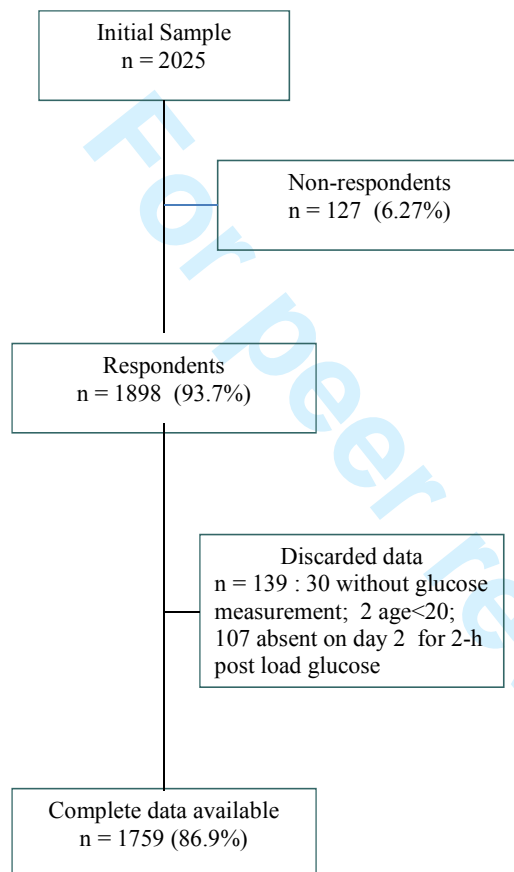 Initial Sample
n = 2025
Non-respondents
n = 127 (6.27%)
Respondents
n = 1898 (93.7%)
Discarded data
n = 139 : 30 without glucose
measurement; 2 age<20;
107 absent on day 2 for 2-h
post load glucose
Complete data available
n = 1759 (86.9%)
For peer re